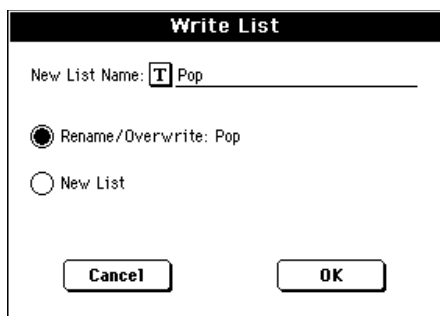 Write List
New List Name: T Pop
Rename/Overwrite: Pop
New List
Cancel OK